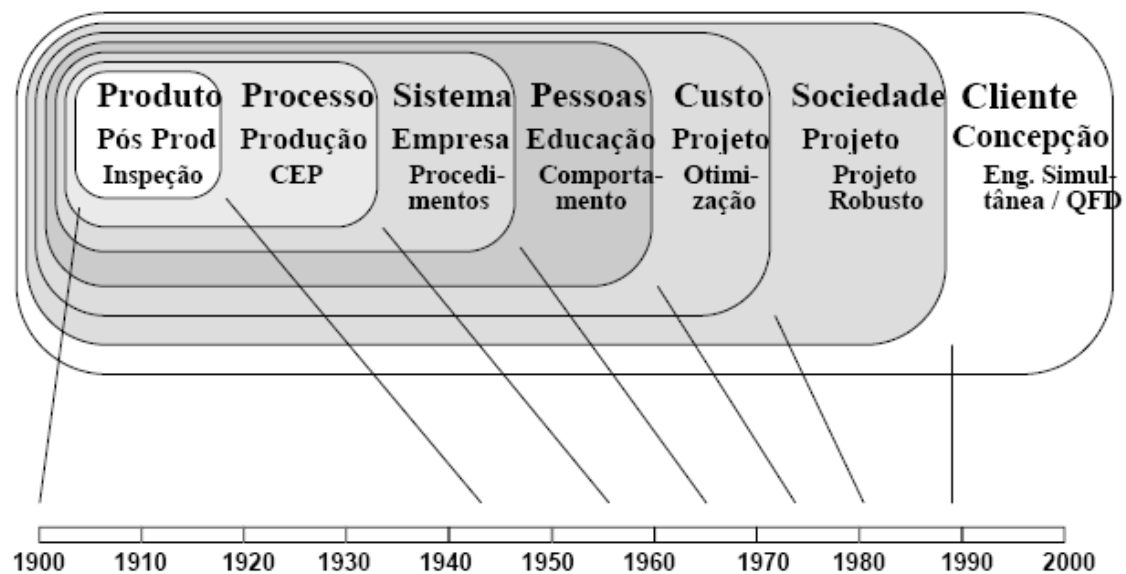 Produto Processo Sistema Pessoas Custo Sociedade Cliente
Pós Prod Produção Empresa Educação Projeto Projeto Concepção
Inspeção CEP Procedi- Comporta- Otimi- Projeto Eng. Simul-
mentos mento zação Robusto tânea / QFD
1900 1910 1920 1930 1940 1950 1960 1970 1980 1990 2000